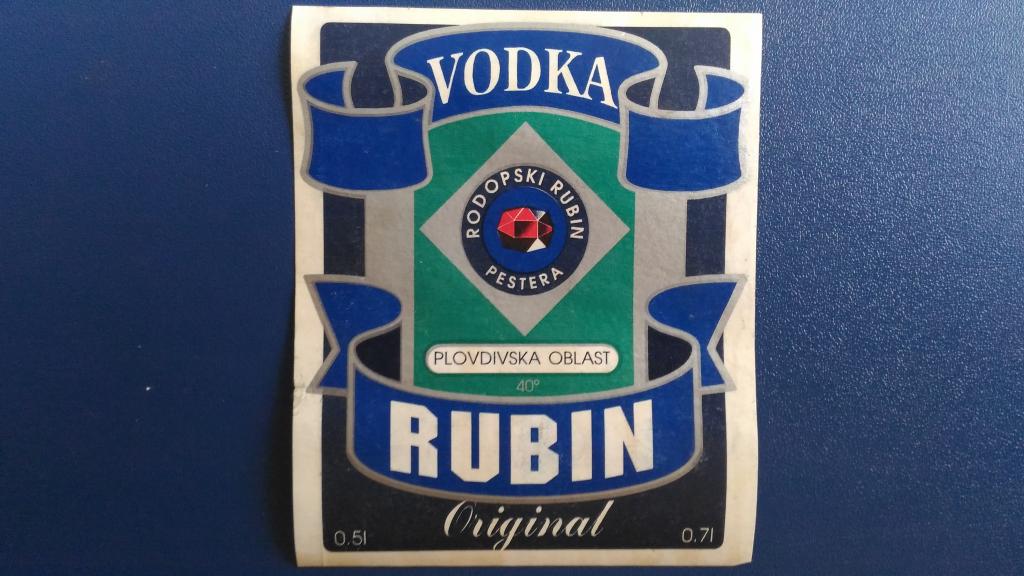 VODKA
RODOPSKI RUBIN
PESTERA
PLOVDIVSKA OBLAST
40°
RUBIN
Original
0.5l
0.7l